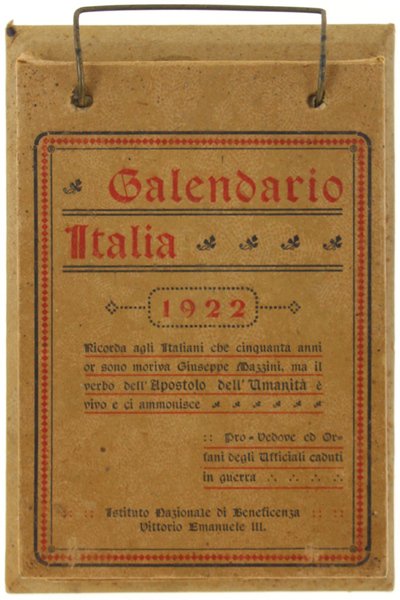 Calendario
Italia
1922
Ricorda agli Italiani che cinquanta anni
or sono moriva Giuseppe Mazzini, ma il
verbo dell'Apostolo dell'Umanità è
vivo e ci ammonisce
:: Pro-Vedove ed Or-
fani degli Ufficiali caduti
in guerra ∴ ∴ ∴ ∴
:: :: Istituto Nazionale di Beneficenza :: ::
Vittorio Emanuele III.